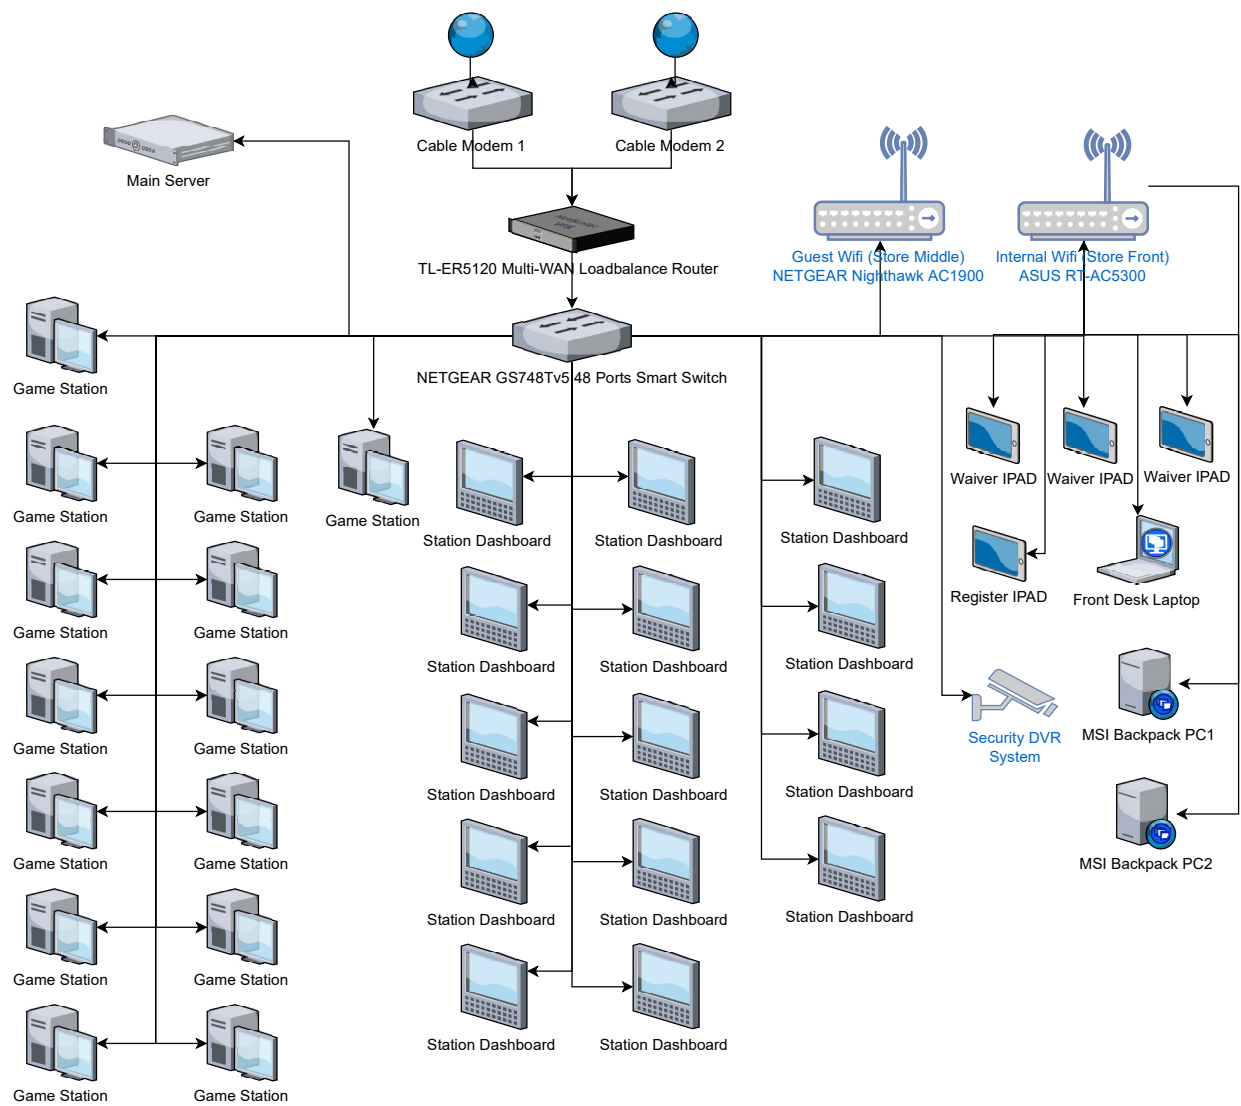 Cable Modem 1
Cable Modem 2
Main Server
TL-ER5120 Multi-WAN Loadbalance Router
Guest Wifi (Store Middle)
NETGEAR Nighthawk AC1900
Internal Wifi (Store Front)
ASUS RT-AC5300
NETGEAR GS748Tv5 48 Ports Smart Switch
Game Station
Game Station
Game Station
Game Station
Station Dashboard
Station Dashboard
Station Dashboard
Waiver IPAD
Waiver IPAD
Waiver IPAD
Register IPAD
Front Desk Laptop
Game Station
Game Station
Station Dashboard
Station Dashboard
Station Dashboard
Game Station
Game Station
Security DVR
System
MSI Backpack PC1
Station Dashboard
Station Dashboard
Station Dashboard
Game Station
Game Station
MSI Backpack PC2
Station Dashboard
Station Dashboard
Station Dashboard
Game Station
Game Station
Station Dashboard
Station Dashboard
Game Station
Game Station